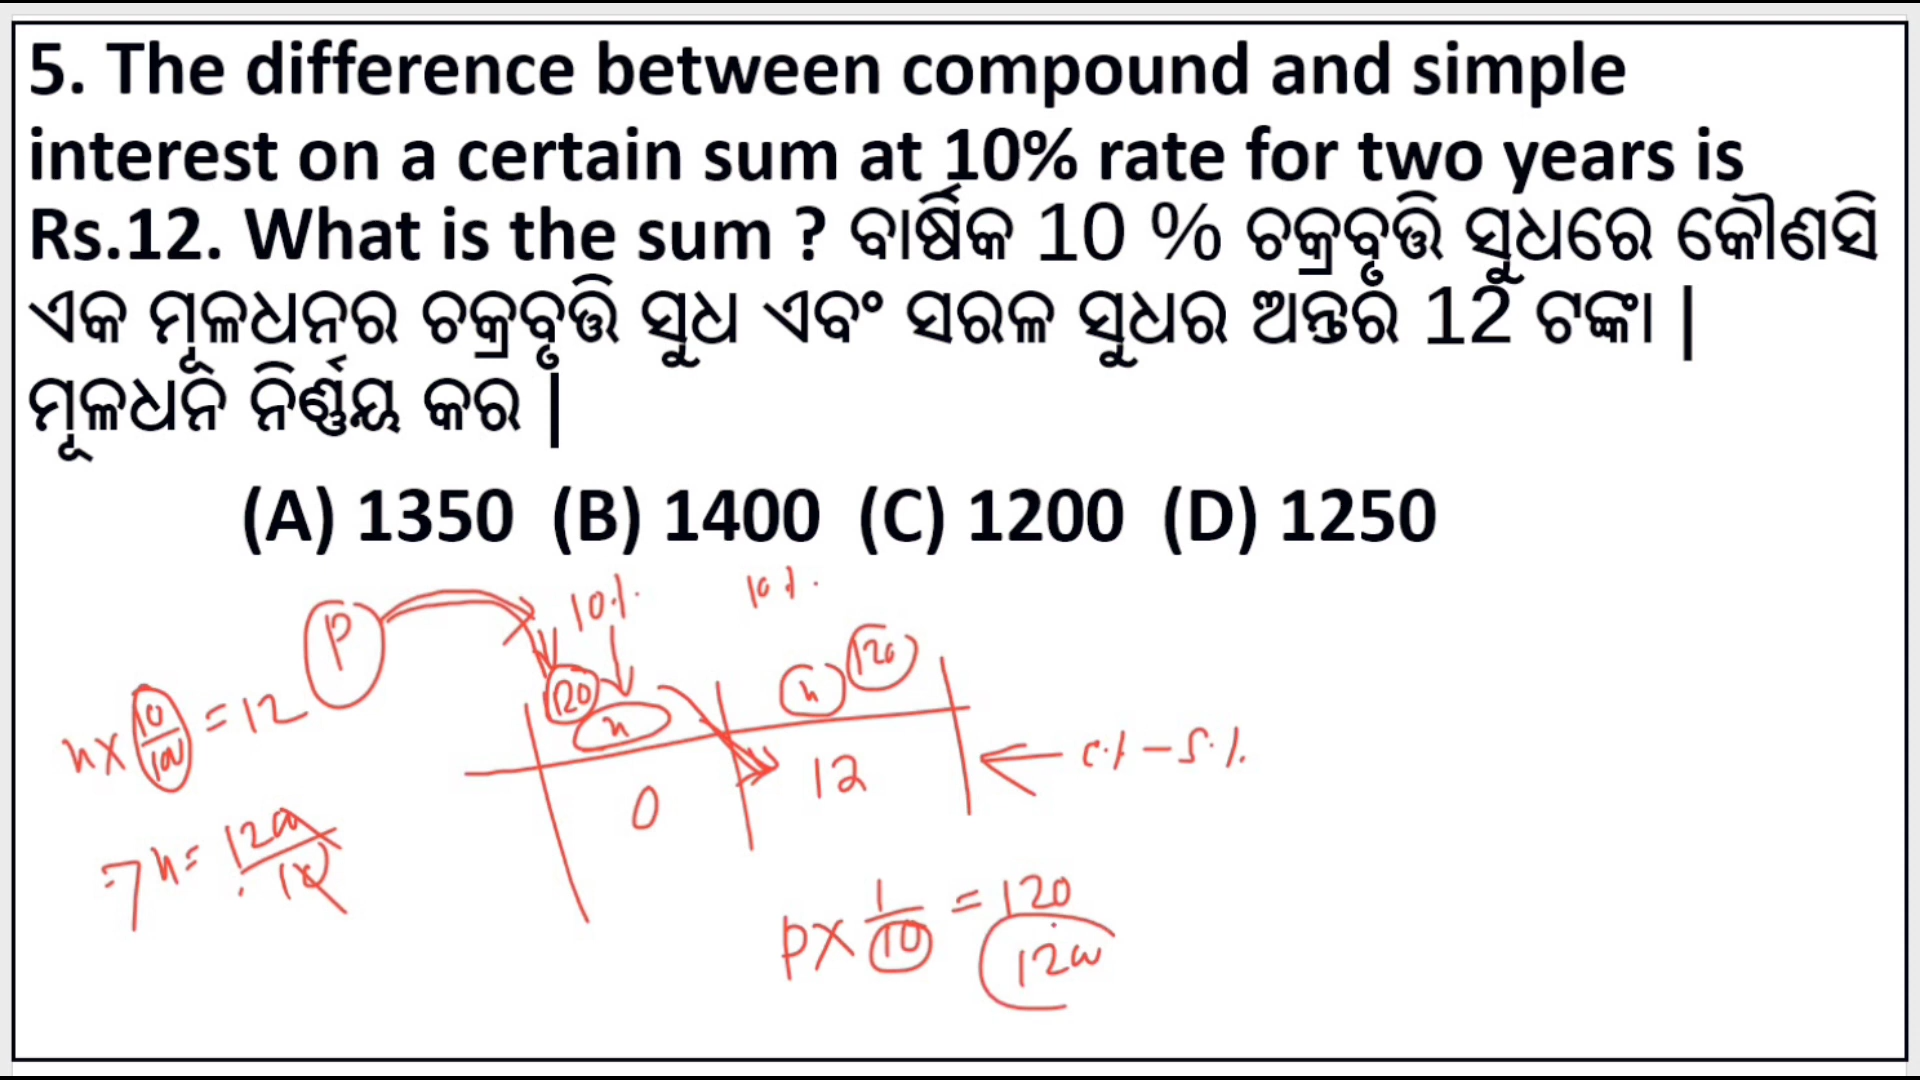 5. The difference between compound and simple
interest on a certain sum at 10% rate for two years is
Rs.12. What is the sum ? ବାର୍ଷିକ 10 % ଚକ୍ରବୃତ୍ତି ସୁଧରେ କୌଣସି
ଏକ ମୂଳଧନର ଚକ୍ରବୃତ୍ତି ସୁଧ ଏବଂ ସରଳ ସୁଧର ଅନ୍ତର 12 ଟଙ୍କା |
ମୂଳଧନ ନିର୍ଣ୍ଣୟ କର |
(A) 1350 (B) 1400 (C) 1200 (D) 1250
P 10% 10%
120 120
= 12
0 12
P × 1/10 = 120